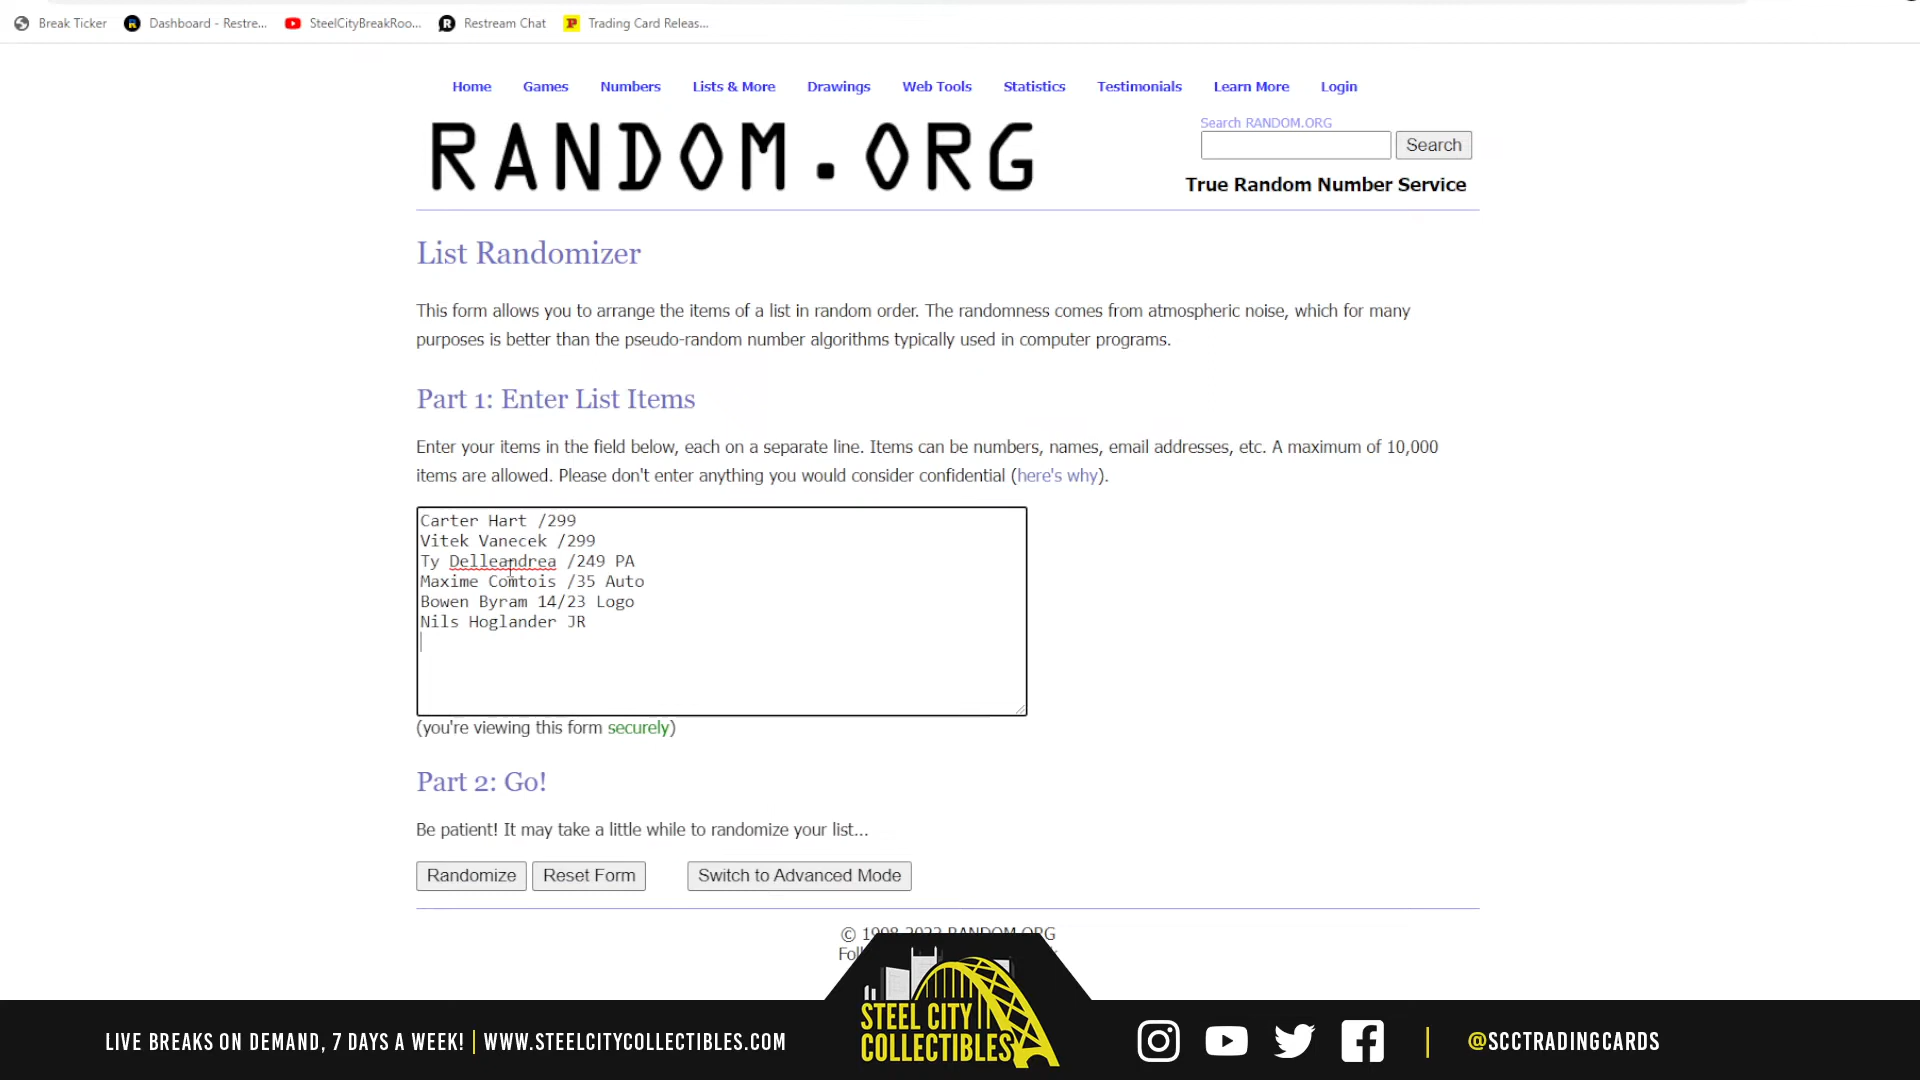 Break Ticker Dashboard - Restre... SteelCityBreakRoo... Restream Chat Trading Card Releas...
Home Games Numbers Lists & More Drawings Web Tools Statistics Testimonials Learn More Login
RANDOM.ORG
Search RANDOM.ORG
Search
True Random Number Service
List Randomizer
This form allows you to arrange the items of a list in random order. The randomness comes from atmospheric noise, which for many
purposes is better than the pseudo-random number algorithms typically used in computer programs.
Part 1: Enter List Items
Enter your items in the field below, each on a separate line. Items can be numbers, names, email addresses, etc. A maximum of 10,000
items are allowed. Please don't enter anything you would consider confidential (here's why).
Carter Hart /299
Vitek Vanecek /299
Ty Delleandrea /249 PA
Maxime Comtois /35 Auto
Bowen Byram 14/23 Logo
Nils Hoglander JR
(you're viewing this form securely)
Part 2: Go!
Be patient! It may take a little while to randomize your list...
Randomize Reset Form Switch to Advanced Mode
© 1998-2022 RANDOM.ORG
STEEL CITY
COLLECTIBLES
LIVE BREAKS ON DEMAND, 7 DAYS A WEEK! | WWW.STEELCITYCOLLECTIBLES.COM
| @SCCTRADINGCARDS